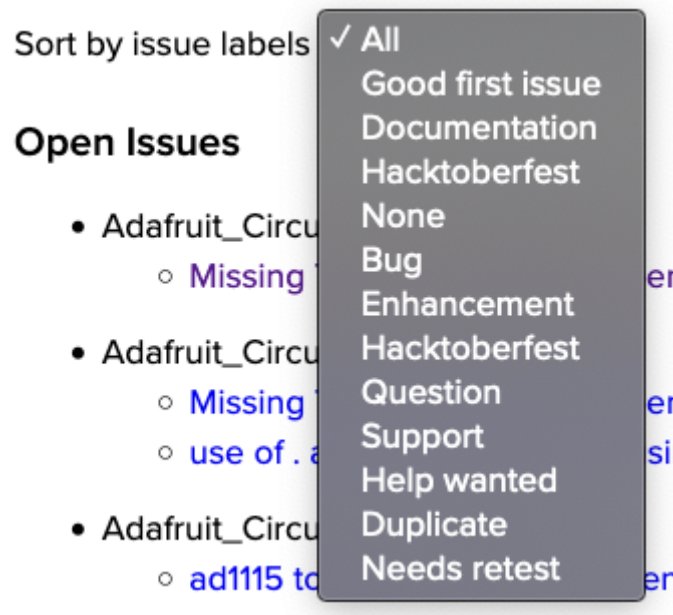 Sort by issue labels
✓ All
Good first issue
Documentation
Hacktoberfest
None
Bug
Enhancement
Hacktoberfest
Question
Support
Help wanted
Duplicate
Needs retest
Open Issues
• Adafruit_Circu
○ Missing
• Adafruit_Circu
○ Missing
○ use of .
• Adafruit_Circu
○ ad1115 to